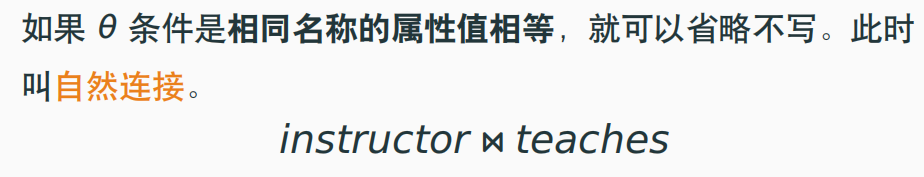 如果 θ 条件是相同名称的属性值相等，就可以省略不写。此时
叫自然连接。
instructor ⋈ teaches